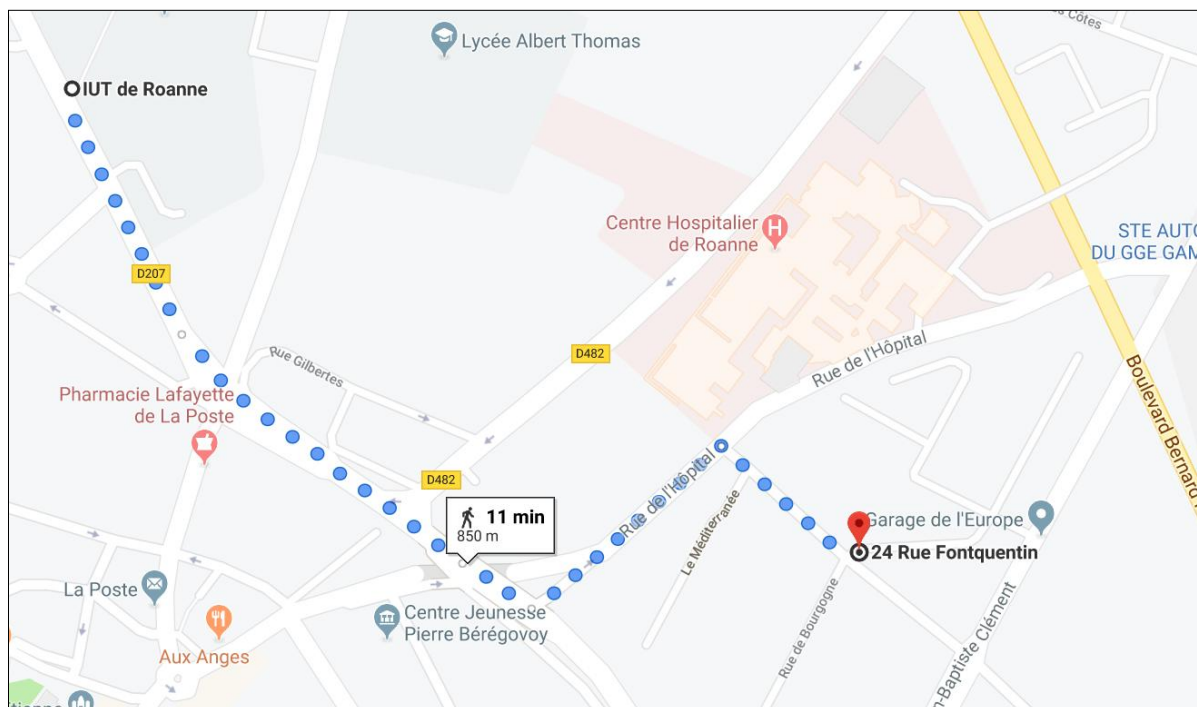 Côtes
Lycée Albert Thomas
IUT de Roanne
Centre Hospitalier
de Roanne
H
STE AUTO
DU GGE GAM
D207
Rue de l'Hôpital
D482
Rue Gilbertes
Pharmacie Lafayette
de La Poste
Boulevard Bernard
D482
Rue de l'Hôpital
11 min
850 m
Le Méditerranée
Garage de l'Europe
24 Rue Fontquentin
La Poste
Centre Jeunesse
Pierre Bérégovoy
Aux Anges
Rue de Bourgogne
n-Baptiste Clément
tienne